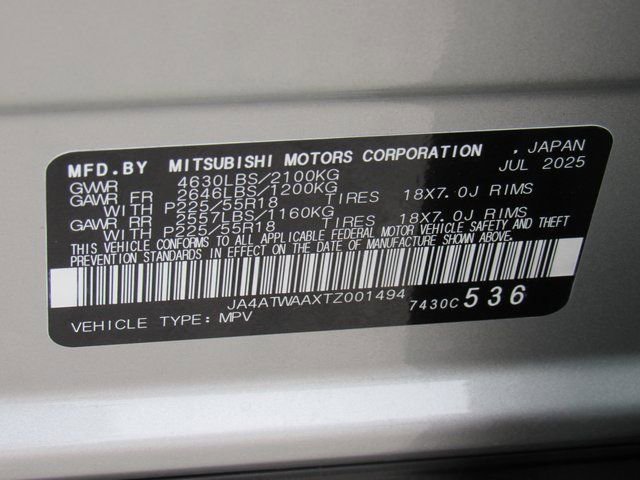 MFD.BY MITSUBISHI MOTORS CORPORATION , JAPAN
GVWR 4630LBS/2100KG JUL 2025
GAWR FR 2646LBS/1200KG
WITH P225/55R18 TIRES 18X7.0J RIMS
GAWR RR 2557LBS/1160KG
WITH P225/55R18 TIRES 18X7.0J RIMS
THIS VEHICLE CONFORMS TO ALL APPLICABLE FEDERAL MOTOR VEHICLE SAFETY AND THEFT
PREVENTION STANDARDS IN EFFECT ON THE DATE OF MANUFACTURE SHOWN ABOVE.
JA4ATWAAXTZ001494
VEHICLE TYPE: MPV 7430C 536